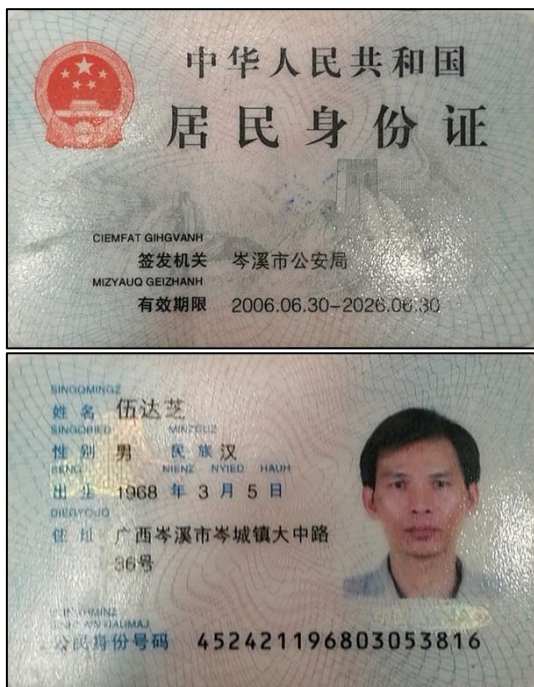 中华人民共和国
居民身份证
CIEMFAT GIHGVANH
签发机关 岑溪市公安局
MIZYAUQ GEIZHANH
有效期限 2006.06.30-2026.06.30
SINGQMINGZ
姓名 伍达芝
SINGQBIED MINZCUZ
性别 男 民族 汉
SENG NIENZ NYIED HAUH
出生 1968 年 3 月 5 日
DIEGYOUQ
住址 广西岑溪市岑城镇大中路
36号
公民身份号码 452421196803053816